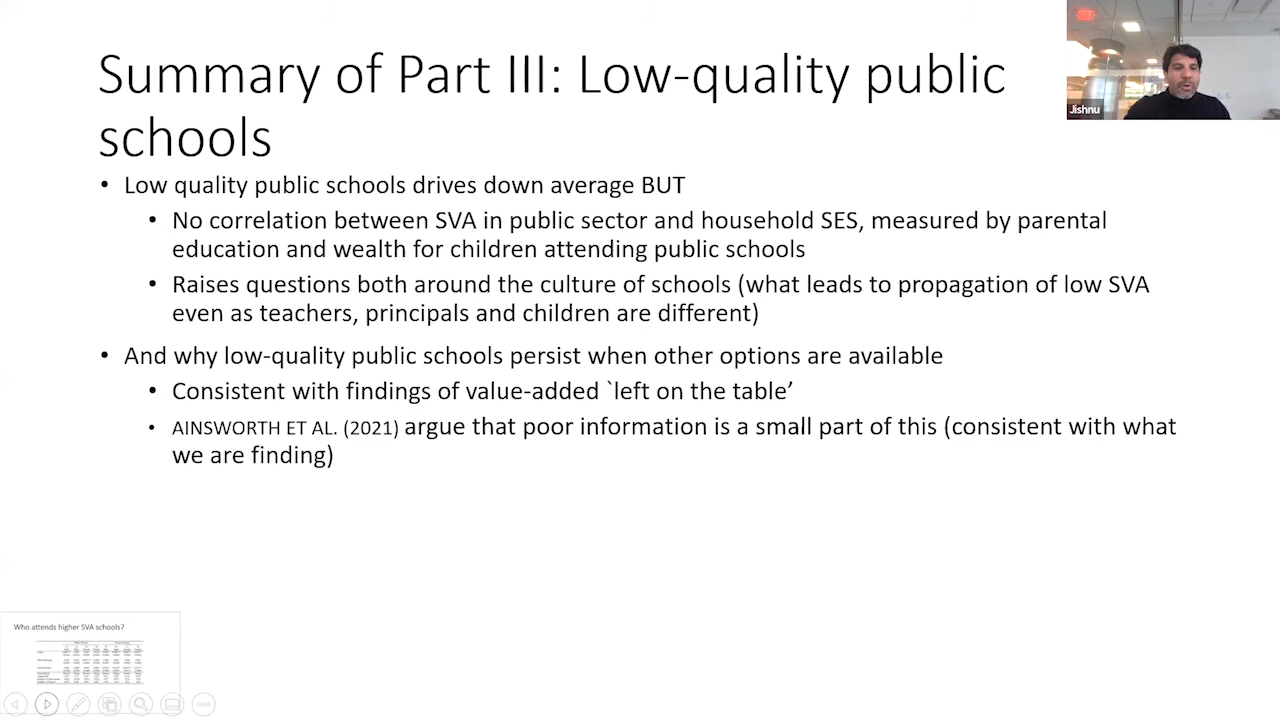 Summary of Part III: Low-quality public
schools
Jishnu
• Low quality public schools drives down average BUT
• No correlation between SVA in public sector and household SES, measured by parental
education and wealth for children attending public schools
• Raises questions both around the culture of schools (what leads to propagation of low SVA
even as teachers, principals and children are different)
• And why low-quality public schools persist when other options are available
• Consistent with findings of value-added `left on the table’
• AINSWORTH ET AL. (2021) argue that poor information is a small part of this (consistent with what
we are finding)
Who attends higher SVA schools?